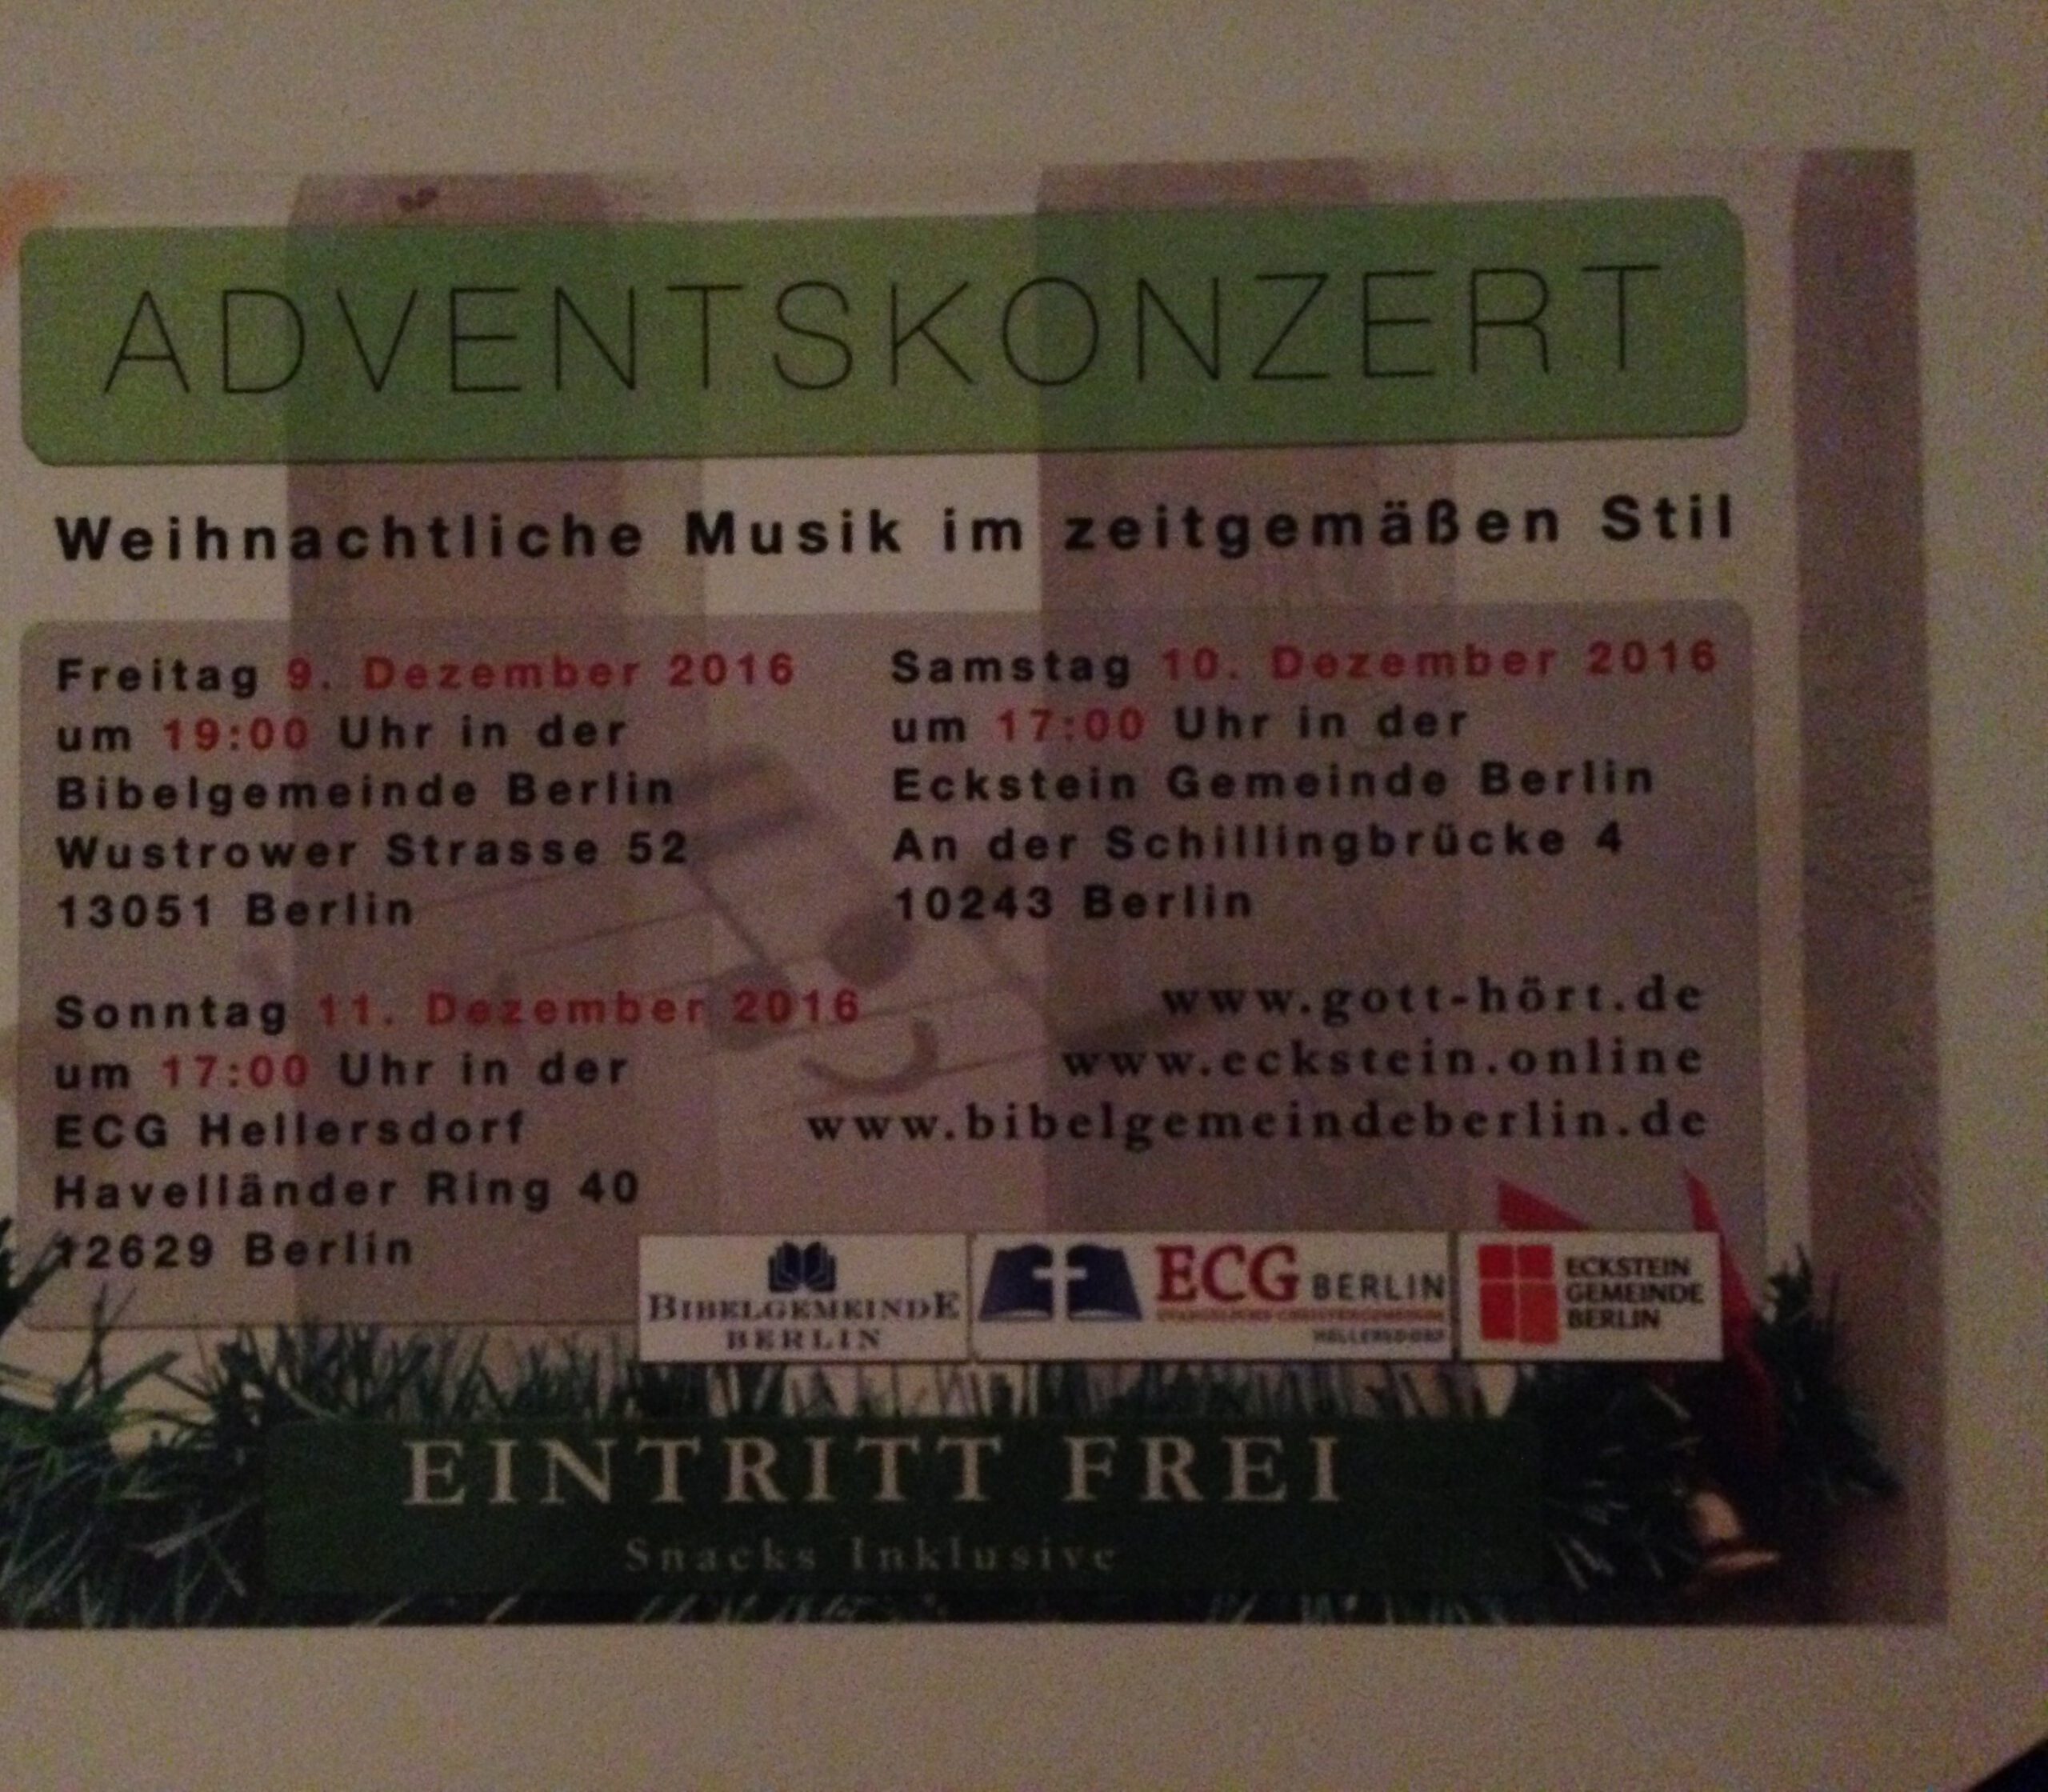 ADVENTSKONZERT
Weihnachtliche Musik im zeitgemäßen Stil
Freitag 9. Dezember 2016
um 19:00 Uhr in der
Bibelgemeinde Berlin
Wustrower Strasse 52
13051 Berlin
Samstag 10. Dezember 2016
um 17:00 Uhr in der
Eckstein Gemeinde Berlin
An der Schillingbrücke 4
10243 Berlin
Sonntag 11. Dezember 2016
um 17:00 Uhr in der
ECG Hellersdorf
Havelländer Ring 40
12629 Berlin
www.gott-hört.de
www.eckstein.online
www.bibelgemeindeberlin.de
BIBELGEMEINDE
BERLIN
ECG BERLIN
HELLERSDORF
ECKSTEIN
GEMEINDE
BERLIN
EINTRITT FREI
Snacks Inklusive